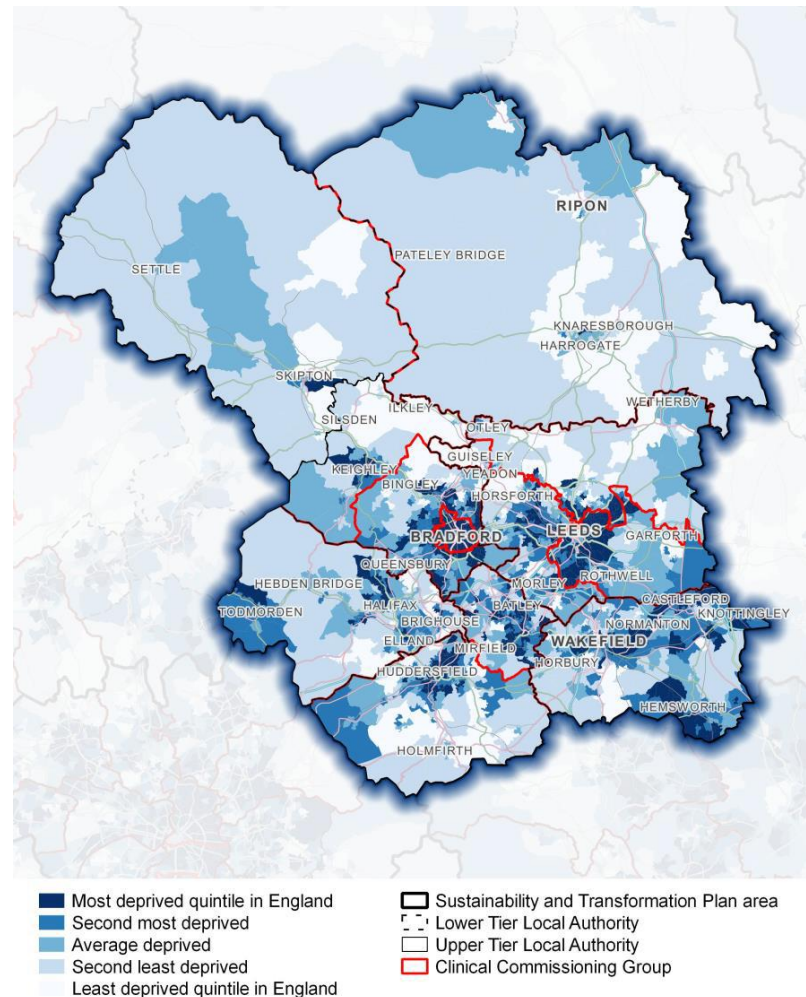 RIPON
PATELEY BRIDGE
SETTLE
KNARESBOROUGH
HARROGATE
SKIPTON
WETHERBY
ILKLEY
SILSDEN
OTLEY
GUISELEY
KEIGHLEY
YEADON
BINGLEY
HORSFORTH
LEEDS
BRADFORD
GARFORTH
QUEENSBURY
ROTHWELL
HEBDEN BRIDGE
MORLEY
CASTLEFORD
TODMORDEN
HALIFAX
BATLEY
KNOTTINGLEY
BRIGHOUSE
NORMANTON
ELLAND
WAKEFIELD
MIRFIELD
HORBURY
HUDDERSFIELD
HEMSWORTH
HOLMFIRTH
Most deprived quintile in England
Second most deprived
Average deprived
Second least deprived
Least deprived quintile in England
Sustainability and Transformation Plan area
Lower Tier Local Authority
Upper Tier Local Authority
Clinical Commissioning Group